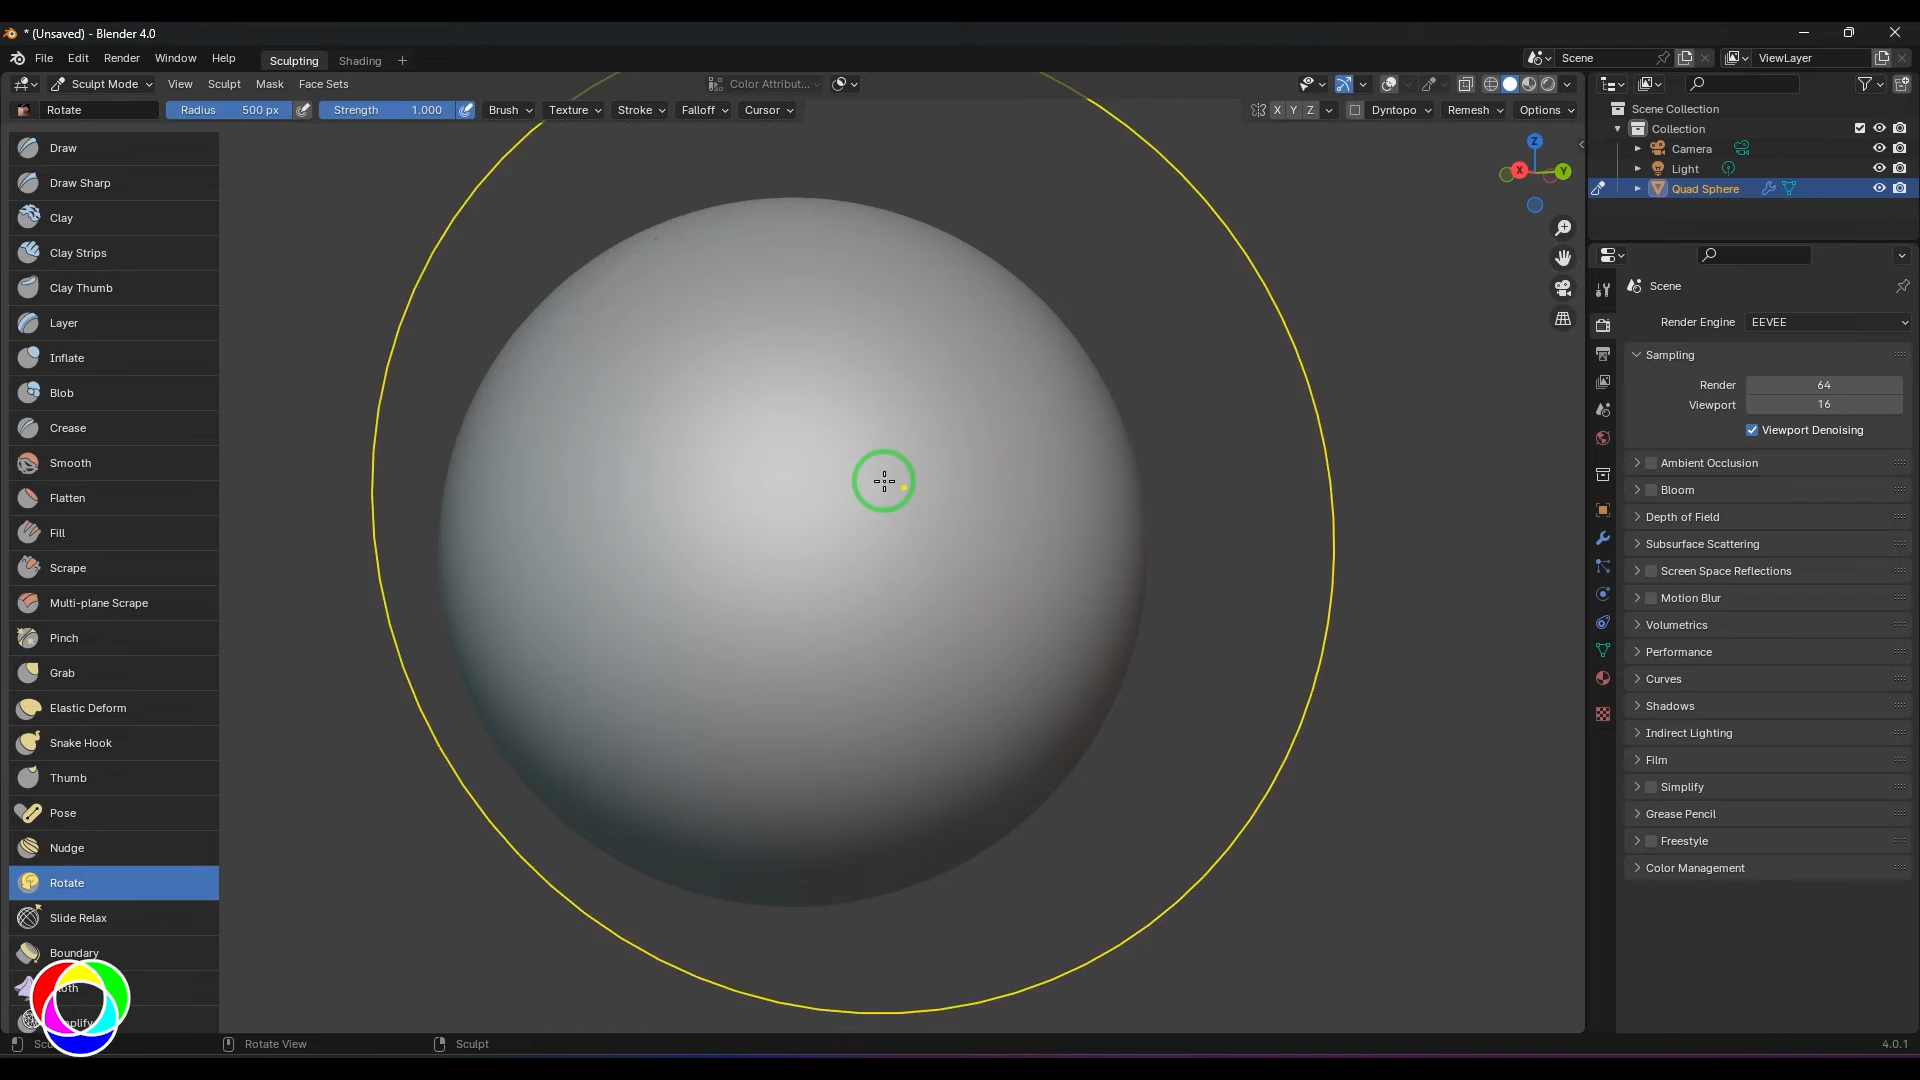 * (Unsaved) - Blender 4.0
File Edit Render Window Help Sculpting Shading + Scene ViewLayer
Sculpt Mode View Sculpt Mask Face Sets Color Attribut...
Rotate Radius 500 px Strength 1.000 Brush Texture Stroke Falloff Cursor X Y Z Dyntopo Remesh Options
Draw
Draw Sharp
Clay
Clay Strips
Clay Thumb
Layer
Inflate
Blob
Crease
Smooth
Flatten
Fill
Scrape
Multi-plane Scrape
Pinch
Grab
Elastic Deform
Snake Hook
Thumb
Pose
Nudge
Rotate
Slide Relax
Boundary
Z
X
Y
Scene Collection
Collection
Camera
Light
Quad Sphere
Scene
Render Engine EEVEE
Sampling
Render 64
Viewport 16
Viewport Denoising
Ambient Occlusion
Bloom
Depth of Field
Subsurface Scattering
Screen Space Reflections
Motion Blur
Volumetrics
Performance
Curves
Shadows
Indirect Lighting
Film
Simplify
Grease Pencil
Freestyle
Color Management
Rotate View Sculpt 4.0.1